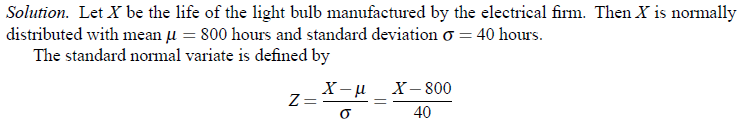 Solution. Let X be the life of the light bulb manufactured by the electrical firm. Then X is normally
distributed with mean μ = 800 hours and standard deviation σ = 40 hours.
The standard normal variate is defined by
Z = (X − μ)/σ = (X − 800)/40